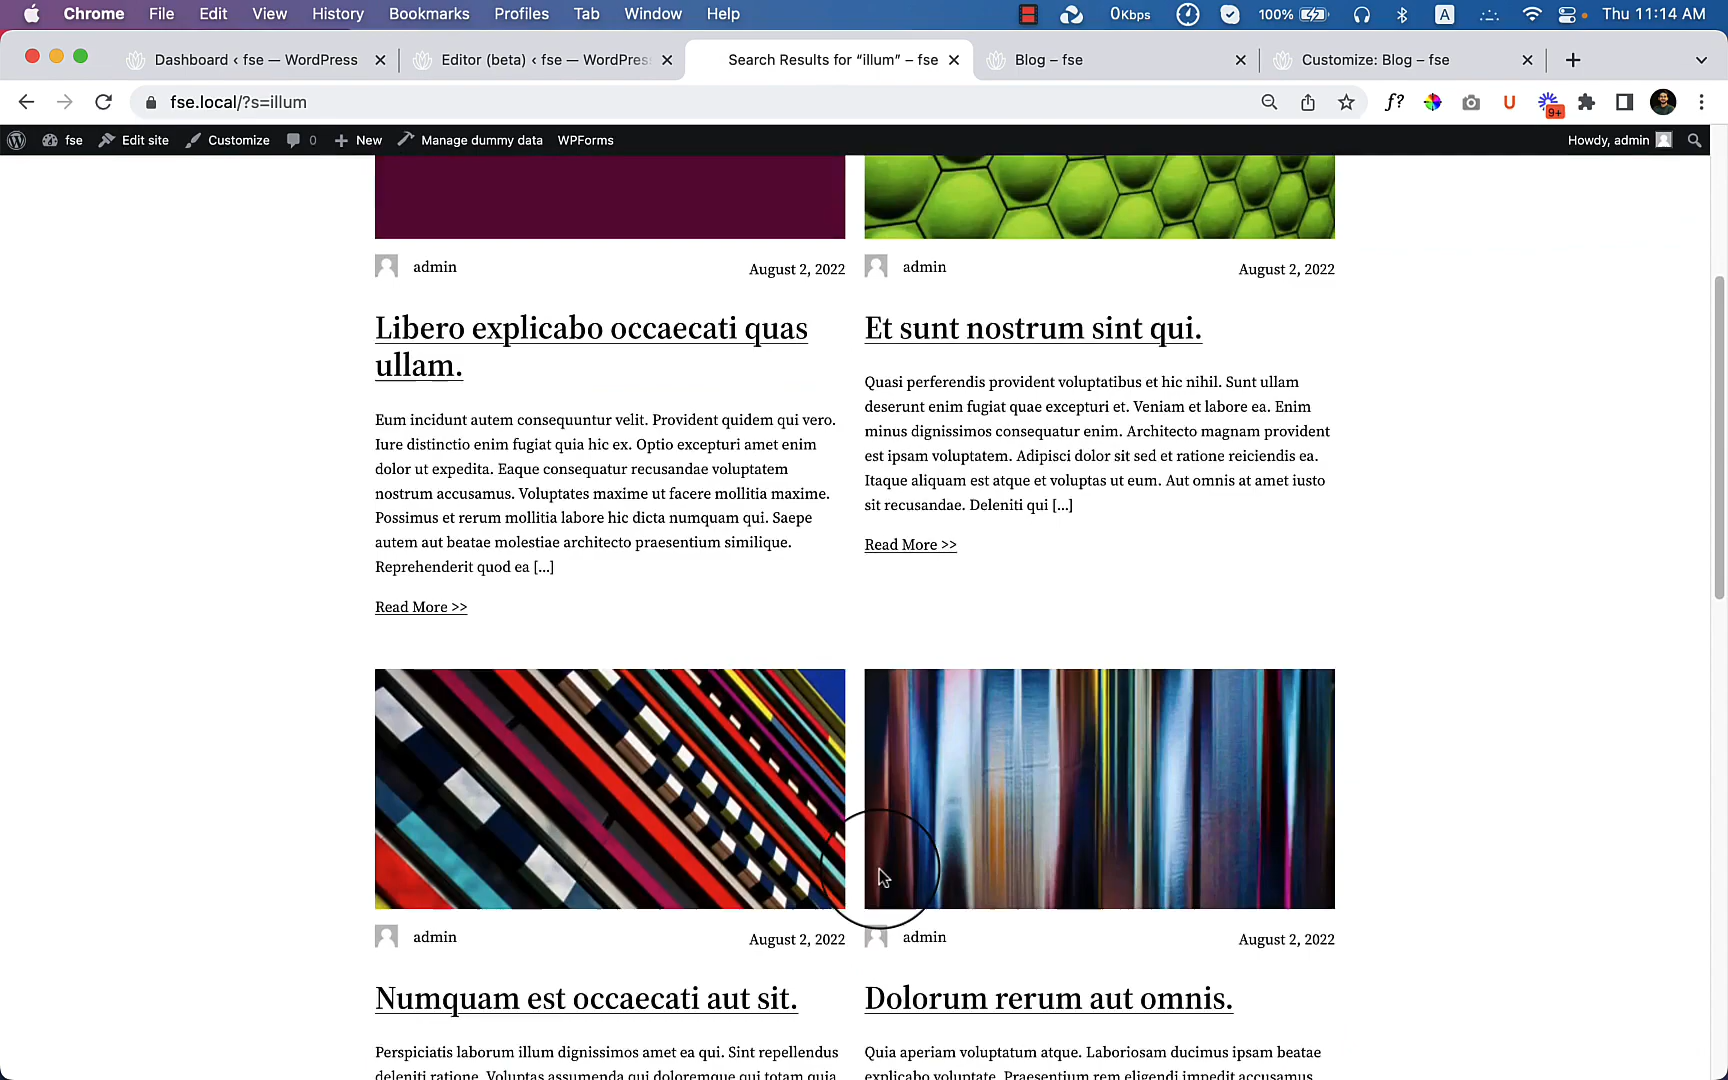 Chrome File Edit View History Bookmarks Profiles Tab Window Help 0Kbps 100% A Thu 11:14 AM
Dashboard ‹ fse — WordPress Editor (beta) ‹ fse — WordPres Search Results for “illum” – fse Blog – fse Customize: Blog – fse
fse.local/?s=illum f? U 9+
fse Edit site Customize 0 New Manage dummy data WPForms Howdy, admin
admin August 2, 2022
Libero explicabo occaecati quas
ullam.
Eum incidunt autem consequuntur velit. Provident quidem qui vero.
Iure distinctio enim fugiat quia hic ex. Optio excepturi amet enim
dolor ut expedita. Eaque consequatur recusandae voluptatem
nostrum accusamus. Voluptates maxime ut facere mollitia maxime.
Possimus et rerum mollitia labore hic dicta numquam qui. Saepe
autem aut beatae molestiae architecto praesentium similique.
Reprehenderit quod ea [...]
Read More >>
admin August 2, 2022
Et sunt nostrum sint qui.
Quasi perferendis provident voluptatibus et hic nihil. Sunt ullam
deserunt enim fugiat quae excepturi et. Veniam et labore ea. Enim
minus dignissimos consequatur enim. Architecto magnam provident
est ipsam voluptatem. Adipisci dolor sit sed et ratione reiciendis ea.
Itaque aliquam est atque et voluptas ut eum. Aut omnis at amet iusto
sit recusandae. Deleniti qui [...]
Read More >>
admin August 2, 2022
Numquam est occaecati aut sit.
Perspiciatis laborum illum dignissimos amet ea qui. Sint repellendus
deleniti ratione. Voluptas assumenda qui doloremque qui totam quia
admin August 2, 2022
Dolorum rerum aut omnis.
Quia aperiam voluptatum atque. Laboriosam ducimus ipsam beatae
explicabo voluptate. Praesentium rem eligendi impedit accusamus